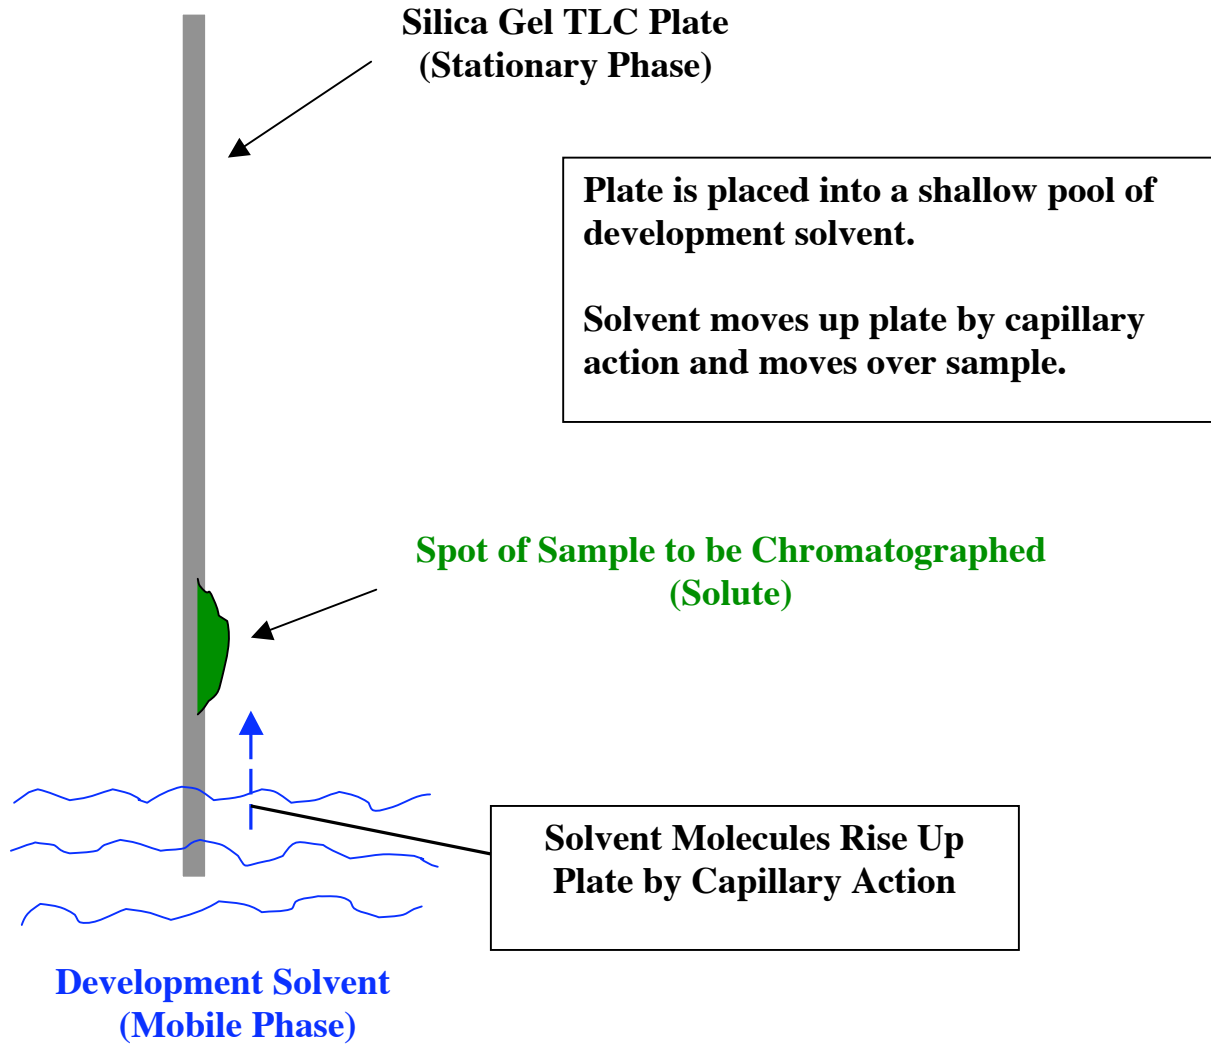 Silica Gel TLC Plate
(Stationary Phase)
Plate is placed into a shallow pool of
development solvent.
Solvent moves up plate by capillary
action and moves over sample.
Spot of Sample to be Chromatographed
(Solute)
Solvent Molecules Rise Up
Plate by Capillary Action
Development Solvent
(Mobile Phase)